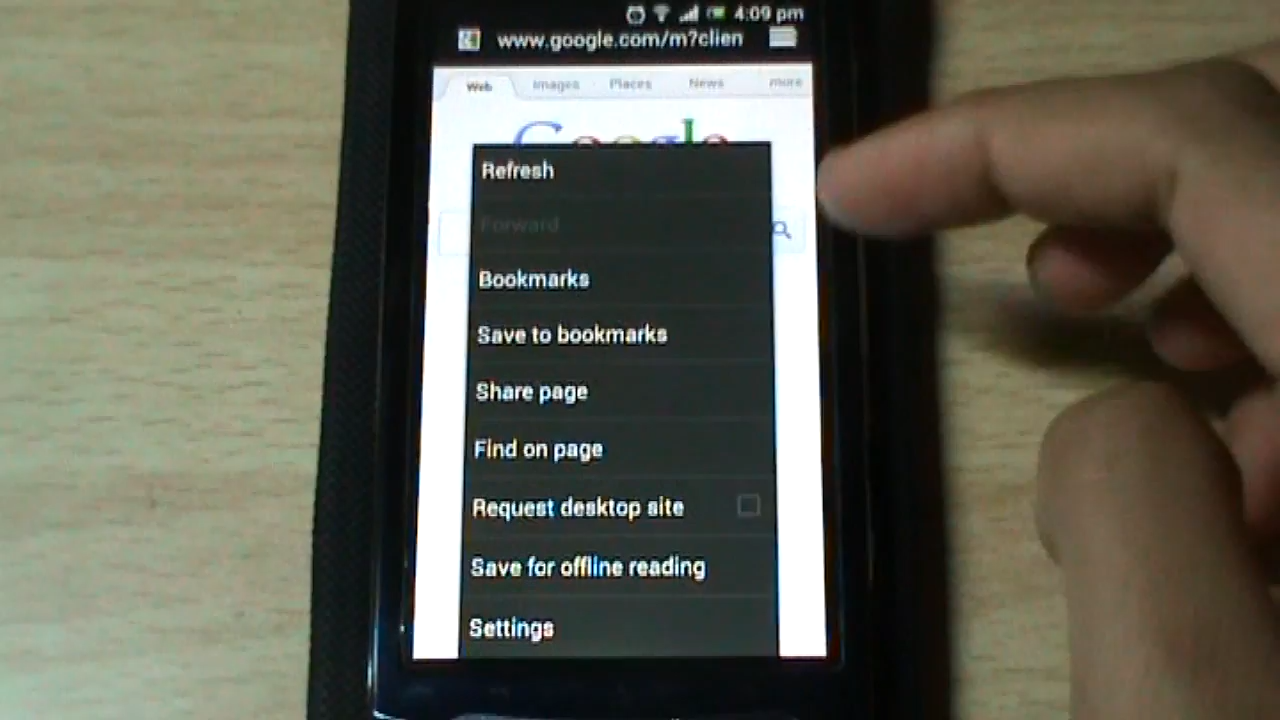 4:09 pm
www.google.com/m?clien
Web Images Places News more
Google
Refresh
Forward
Bookmarks
Save to bookmarks
Share page
Find on page
Request desktop site
Save for offline reading
Settings